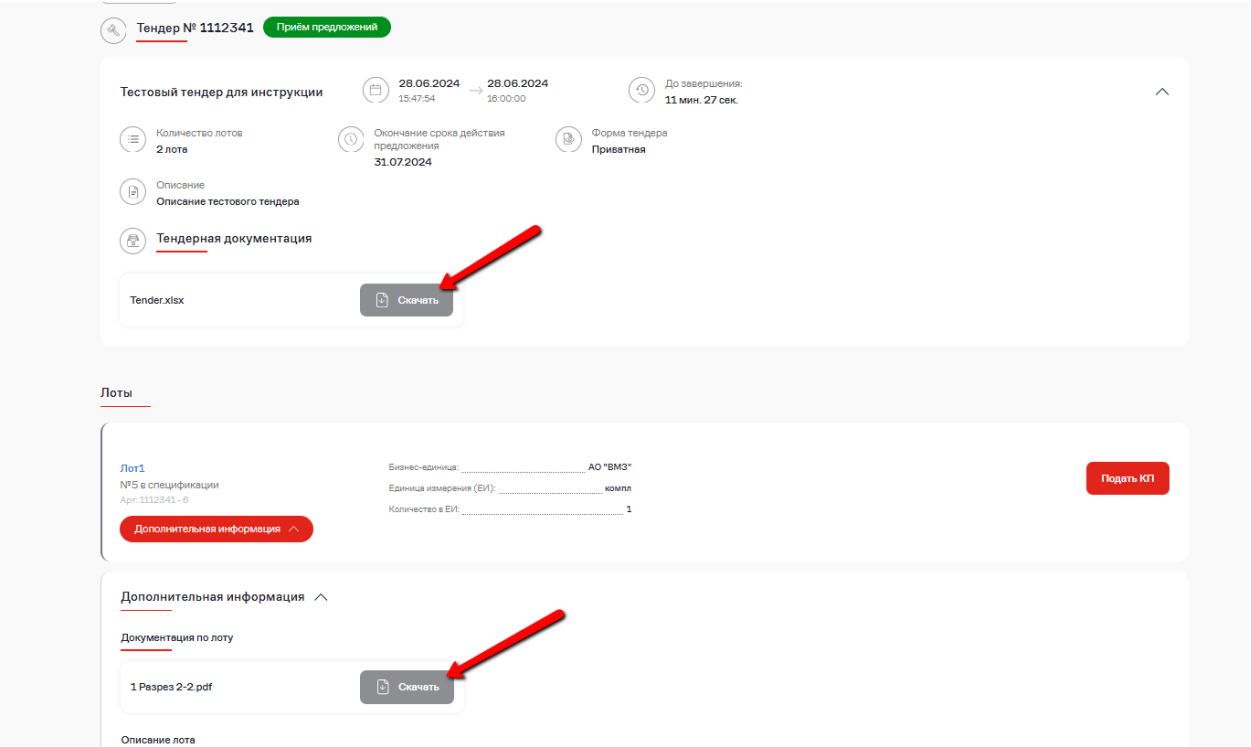 Тендер № 1112341 Приём предложений
Тестовый тендер для инструкции
28.06.2024 → 28.06.2024
15:47:54 16:00:00
До завершения:
11 мин. 27 сек.
Количество лотов
2 лота
Окончание срока действия
предложения
31.07.2024
Форма тендера
Приватная
Описание
Описание тестового тендера
Тендерная документация
Tender.xlsx Скачать
Лоты
Лот1
№5 в спецификации
Арт: 1112341 - 6
Дополнительная информация
Бизнес-единица: АО "ВМЗ"
Единица измерения (ЕИ): компл
Количество в ЕИ: 1
Подать КП
Дополнительная информация
Документация по лоту
1 Разрез 2-2.pdf Скачать
Описание лота